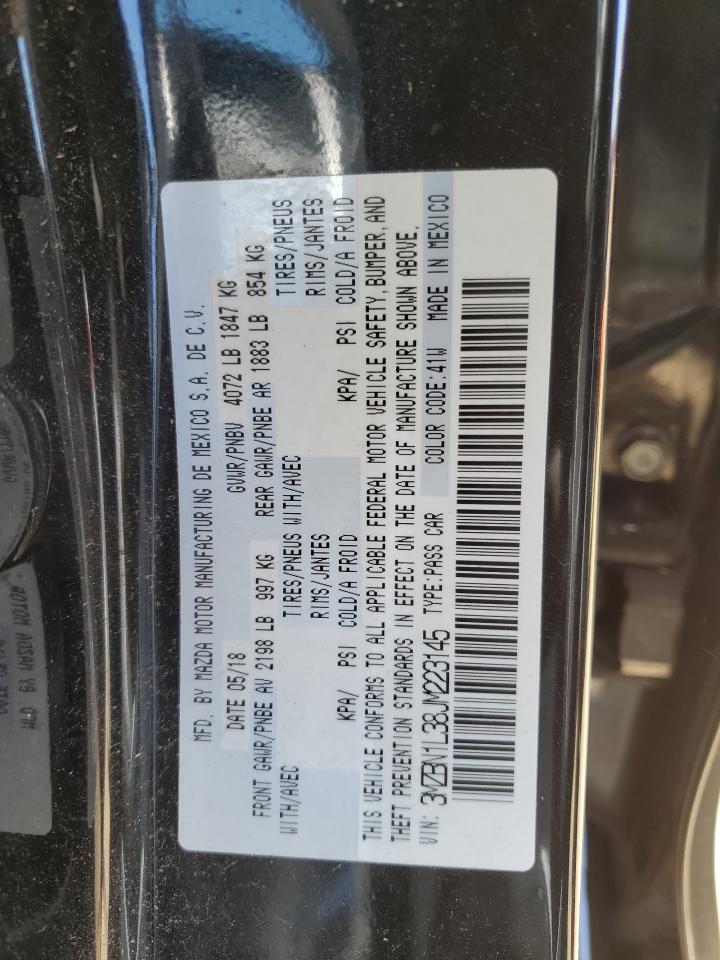 MFD. BY MAZDA MOTOR MANUFACTURING DE MEXICO S.A. DE C.V.
DATE 05/18 GVWR/PNBV 4072 LB 1847 KG
FRONT GAWR/PNBE AV 2198 LB 997 KG REAR GAWR/PNBE AR 1883 LB 854 KG
WITH/AVEC TIRES/PNEUS WITH/AVEC TIRES/PNEUS
RIMS/JANTES RIMS/JANTES
KPA/ PSI COLD/A FROID KPA/ PSI COLD/A FROID
THIS VEHICLE CONFORMS TO ALL APPLICABLE FEDERAL MOTOR VEHICLE SAFETY, BUMPER, AND
THEFT PREVENTION STANDARDS IN EFFECT ON THE DATE OF MANUFACTURE SHOWN ABOVE.
VIN: 3MZBN1L38JM223145 TYPE:PASS CAR COLOR CODE:41W MADE IN MEXICO